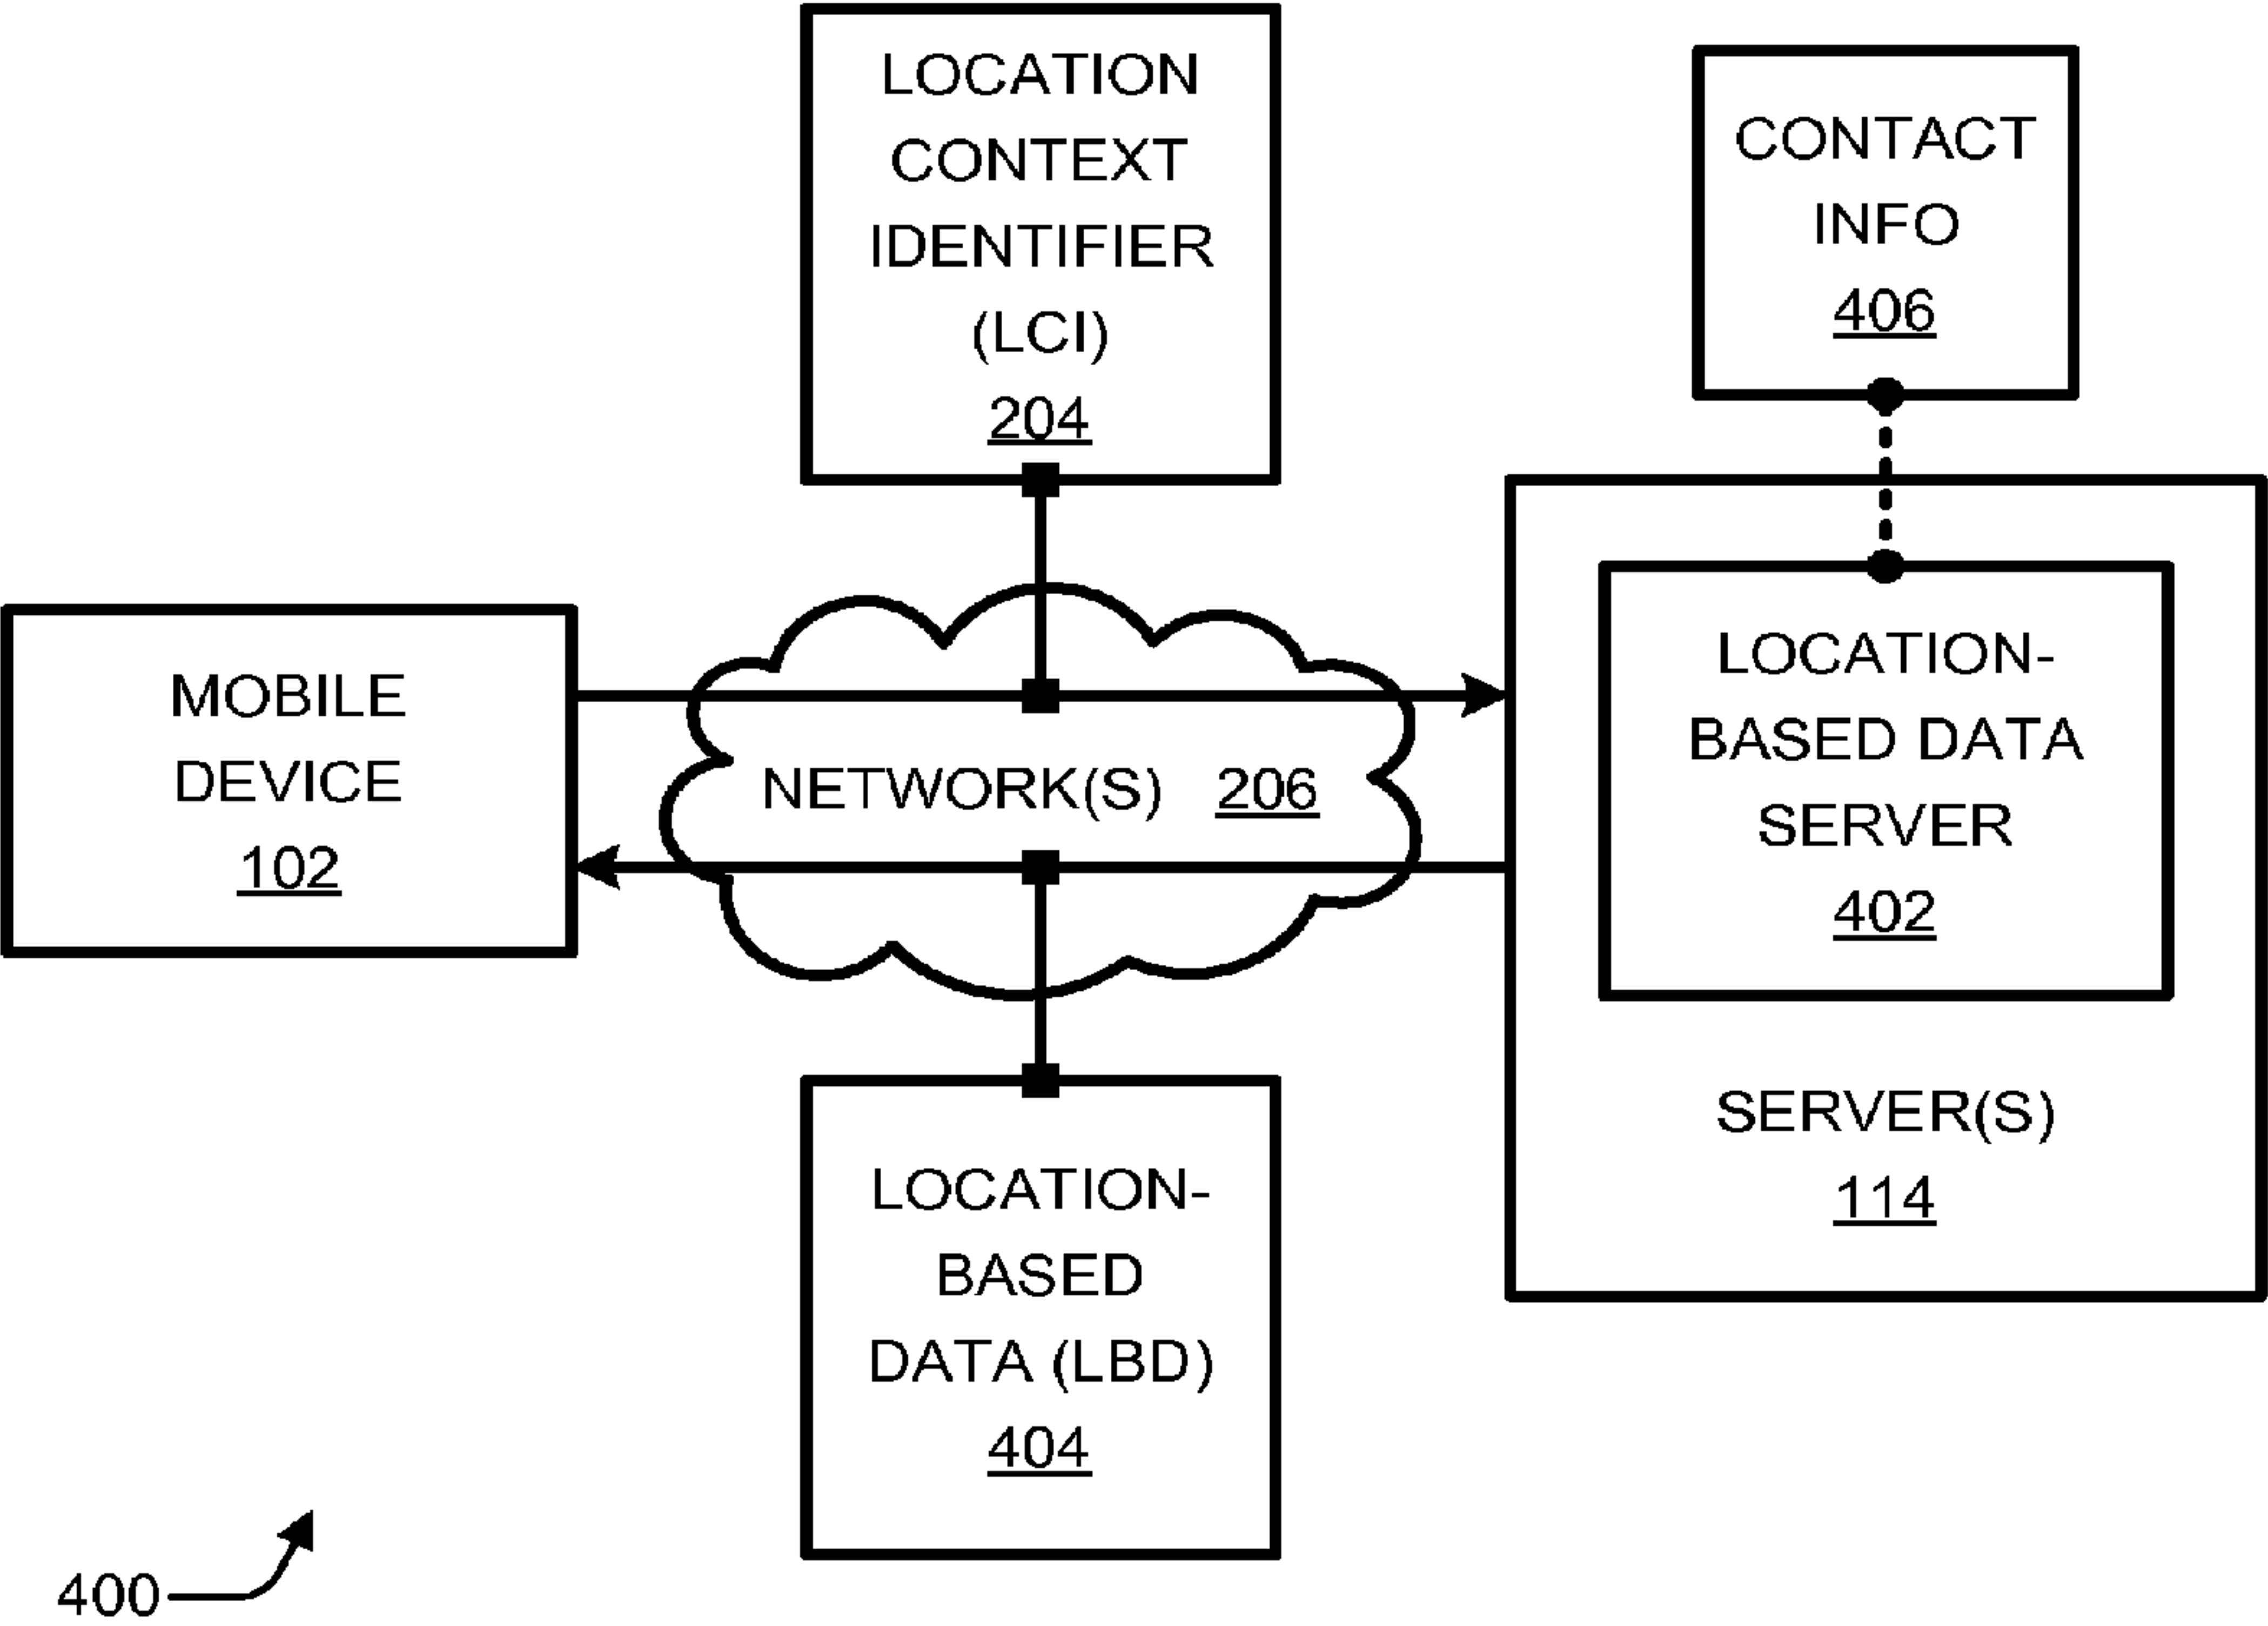 LOCATION
CONTEXT
IDENTIFIER
(LCI)
204
CONTACT
INFO
406
MOBILE
DEVICE
102
NETWORK(S) 206
LOCATION-
BASED DATA
SERVER
402
SERVER(S)
114
LOCATION-
BASED
DATA (LBD)
404
400